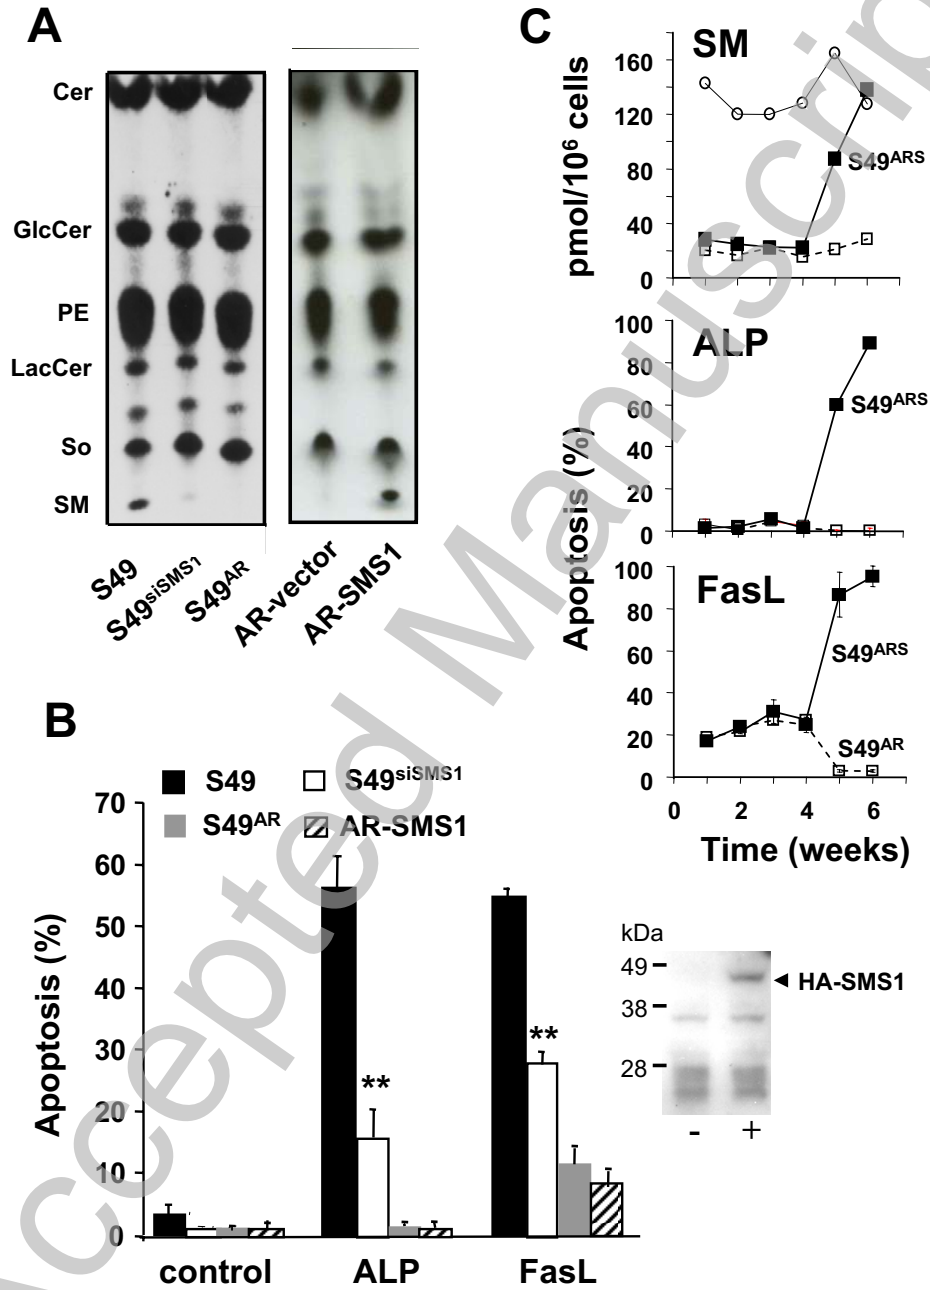 A
Cer
GlcCer
PE
LacCer
So
SM
S49
S49siSMS1
S49AR
AR-vector
AR-SMS1
B
S49
S49siSMS1
S49AR
AR-SMS1
Apoptosis (%)
70
60
50
40
30
20
10
0
**
**
control
ALP
FasL
C
SM
pmol/10⁶ cells
160
120
80
40
0
S49ARS
ALP
Apoptosis (%)
100
80
60
40
20
0
S49ARS
FasL
100
80
60
40
20
0
S49ARS
S49AR
0
2
4
6
Time (weeks)
kDa
49
38
28
HA-SMS1
-
+
Accepted Manuscrip